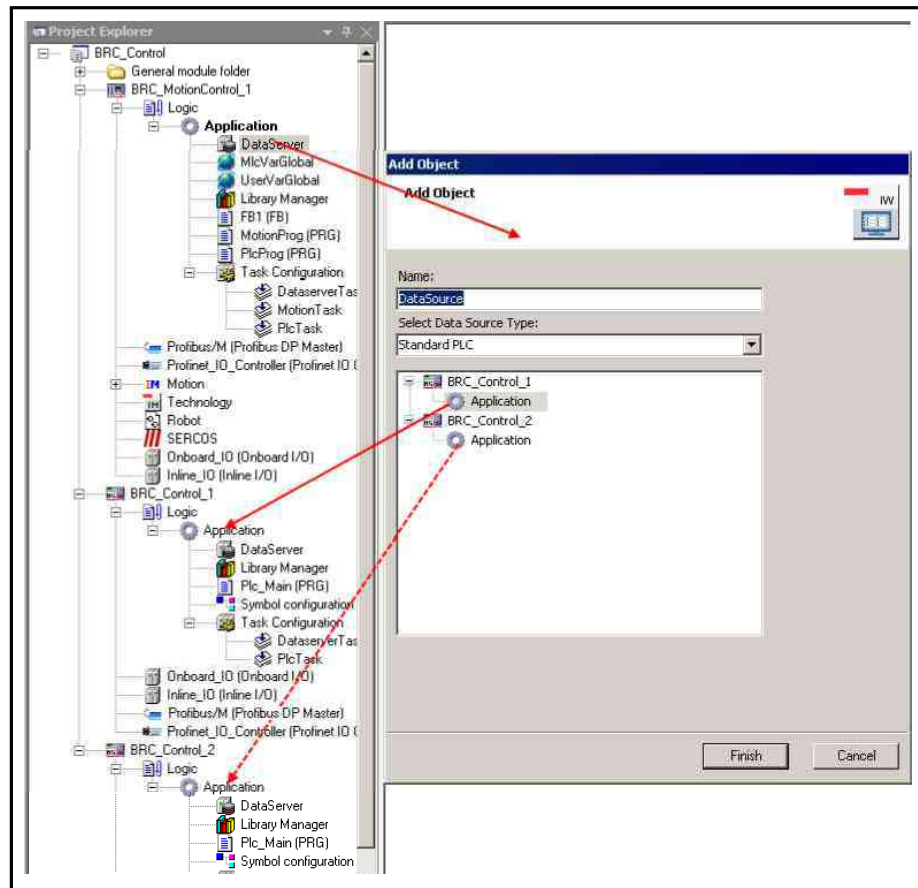 Project Explorer
BRC_Control
General module folder
BRC_MotionControl_1
Logic
Application
DataServer
MlcVarGlobal
UserVarGlobal
Library Manager
FB1 (FB)
MotionProg (PRG)
PlcProg (PRG)
Task Configuration
DataserverTas
MotionTask
PlcTask
Profibus/M (Profibus DP Master)
Profinet_IO_Controller (Profinet IO C
Motion
Technology
Robot
SERCOS
Onboard_IO (Onboard I/O)
Inline_IO (Inline I/O)
BRC_Control_1
Logic
Application
DataServer
Library Manager
Plc_Main (PRG)
Symbol configuration
Task Configuration
DataserverTas
PlcTask
Onboard_IO (Onboard I/O)
Inline_IO (Inline I/O)
Profibus/M (Profibus DP Master)
Profinet_IO_Controller (Profinet IO C
BRC_Control_2
Logic
Application
DataServer
Library Manager
Plc_Main (PRG)
Symbol configuration
Add Object
Add Object
IW
Name:
DataSource
Select Data Source Type:
Standard PLC
BRC_Control_1
Application
BRC_Control_2
Application
Finish
Cancel